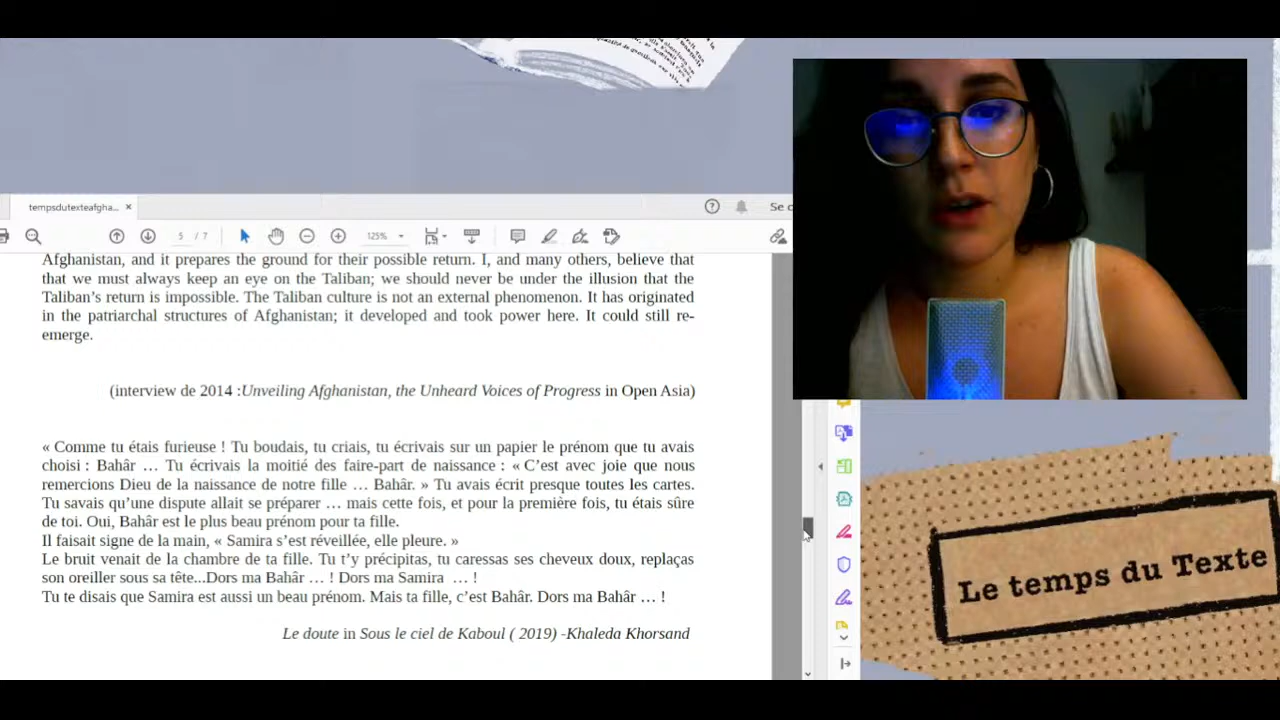 tempsdutexteafgha... ×
Se c
5 / 7
125%
Afghanistan, and it prepares the ground for their possible return. I, and many others, believe that
that we must always keep an eye on the Taliban; we should never be under the illusion that the
Taliban’s return is impossible. The Taliban culture is not an external phenomenon. It has originated
in the patriarchal structures of Afghanistan; it developed and took power here. It could still re-
emerge.
(interview de 2014 :Unveiling Afghanistan, the Unheard Voices of Progress in Open Asia)
« Comme tu étais furieuse ! Tu boudais, tu criais, tu écrivais sur un papier le prénom que tu avais
choisi : Bahâr … Tu écrivais la moitié des faire-part de naissance : « C’est avec joie que nous
remercions Dieu de la naissance de notre fille … Bahâr. » Tu avais écrit presque toutes les cartes.
Tu savais qu’une dispute allait se préparer … mais cette fois, et pour la première fois, tu étais sûre
de toi. Oui, Bahâr est le plus beau prénom pour ta fille.
Il faisait signe de la main, « Samira s’est réveillée, elle pleure. »
Le bruit venait de la chambre de ta fille. Tu t’y précipitas, tu caressas ses cheveux doux, replaças
son oreiller sous sa tête...Dors ma Bahâr … ! Dors ma Samira … !
Tu te disais que Samira est aussi un beau prénom. Mais ta fille, c’est Bahâr. Dors ma Bahâr … !
Le doute in Sous le ciel de Kaboul ( 2019) -Khaleda Khorsand
Le temps du Texte